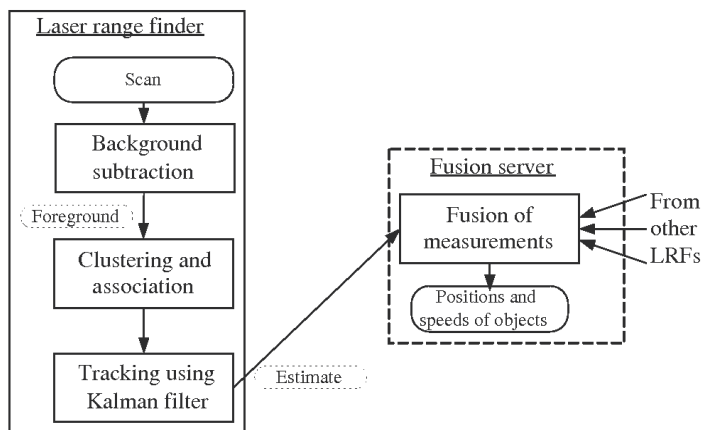 Laser range finder
Scan
Background
subtraction
Foreground
Clustering and
association
Tracking using
Kalman filter
Estimate
Fusion server
Fusion of
measurements
From
other
LRFs
Positions and
speeds of objects